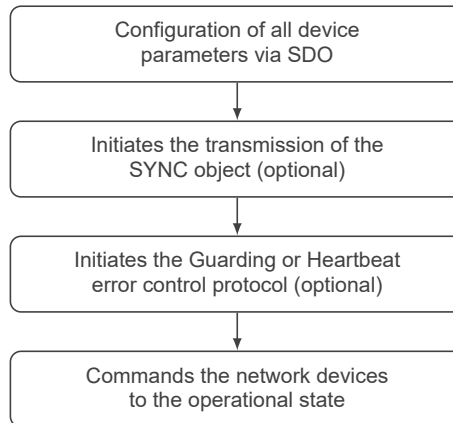 Configuration of all device
parameters via SDO
Initiates the transmission of the
SYNC object (optional)
Initiates the Guarding or Heartbeat
error control protocol (optional)
Commands the network devices
to the operational state